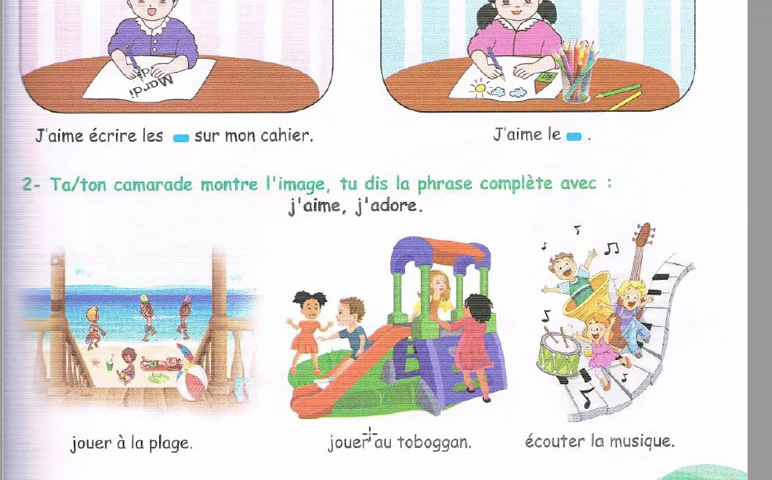 Mardi
J'aime écrire les sur mon cahier.
J'aime le .
2- Ta/ton camarade montre l'image, tu dis la phrase complète avec :
j'aime, j'adore.
jouer à la plage.
jouer au toboggan.
écouter la musique.